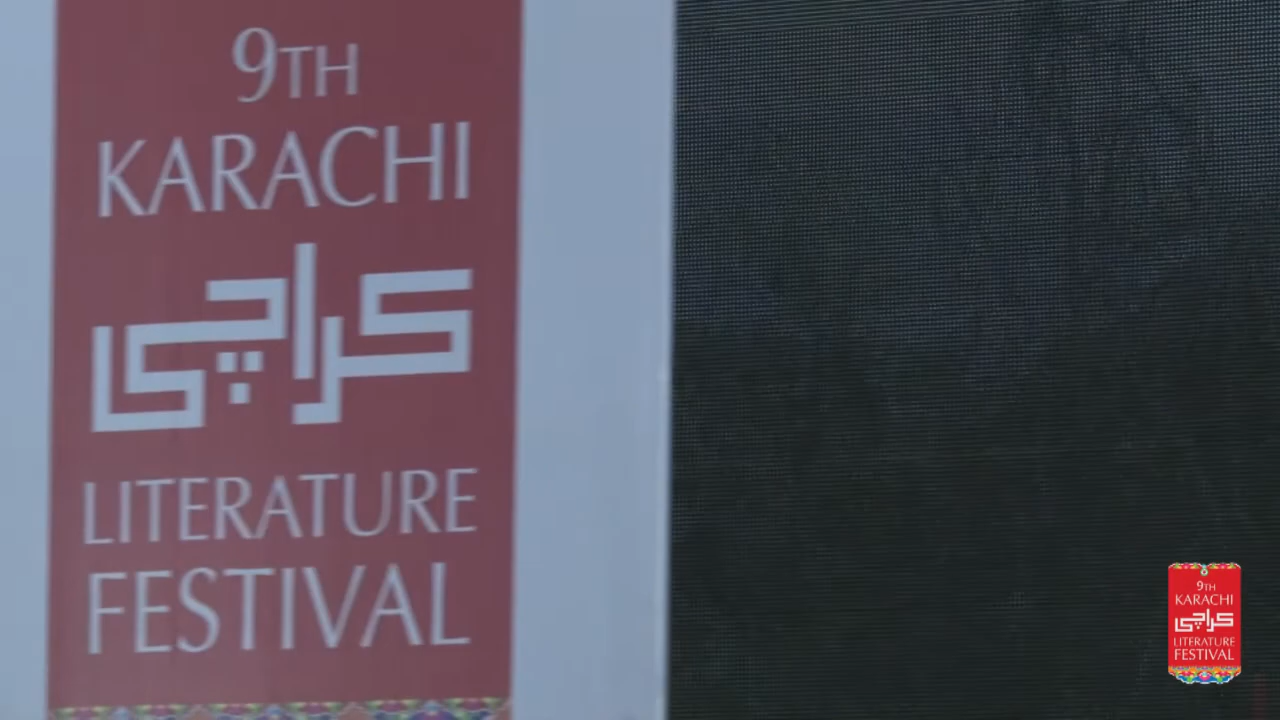 9TH
KARACHI
کراچی
LITERATURE
FESTIVAL
9TH
KARACHI
کراچی
LITERATURE
FESTIVAL